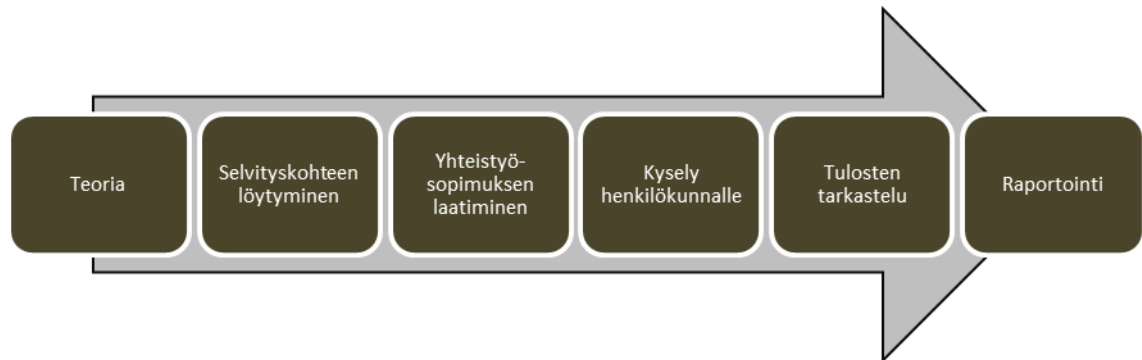 Teoria
Selvityskohteen
löytyminen
Yhteistyö-
sopimuksen
laatiminen
Kysely
henkilökunnalle
Tulosten
tarkastelu
Raportointi